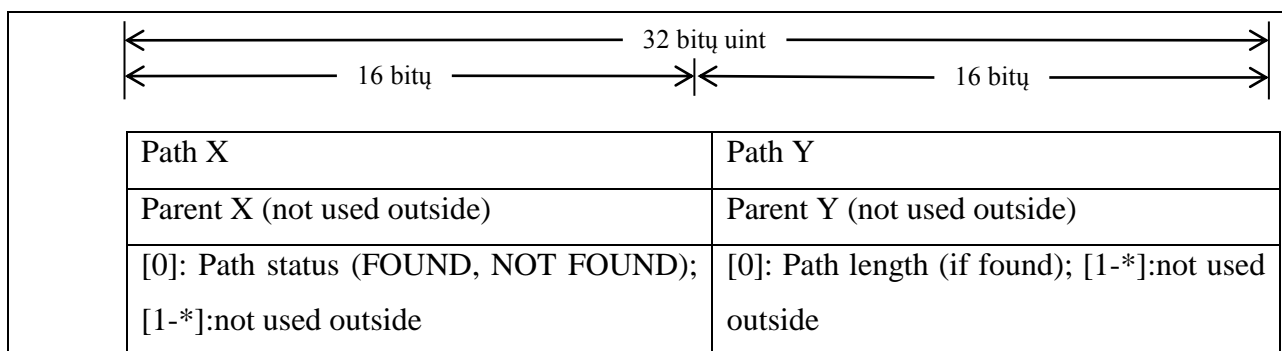 32 bitų uint
16 bitų 16 bitų
Path X Path Y
Parent X (not used outside) Parent Y (not used outside)
[0]: Path status (FOUND, NOT FOUND); [0]: Path length (if found); [1-*]:not used
[1-*]:not used outside outside